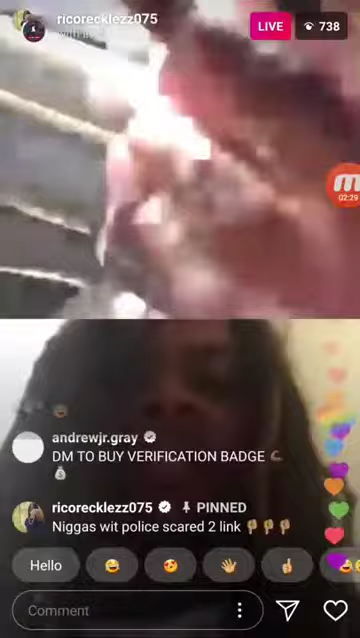 ricorecklezz075
LIVE
738
02:29
andrewjr.gray
DM TO BUY VERIFICATION BADGE
ricorecklezz075 PINNED
Niggas wit police scared 2 link
Hello
Comment